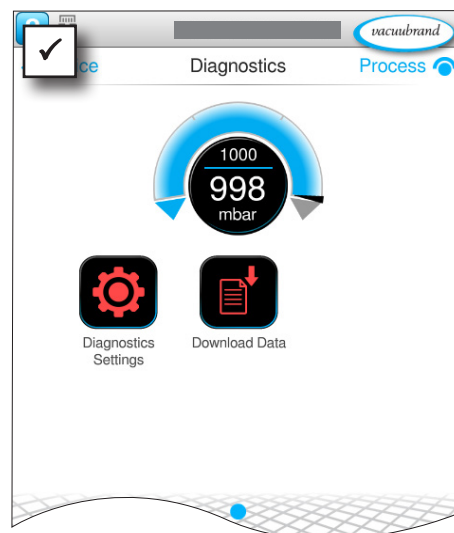 vacuubrand
ce
Diagnostics
Process
1000
998
mbar
Diagnostics
Settings
Download Data